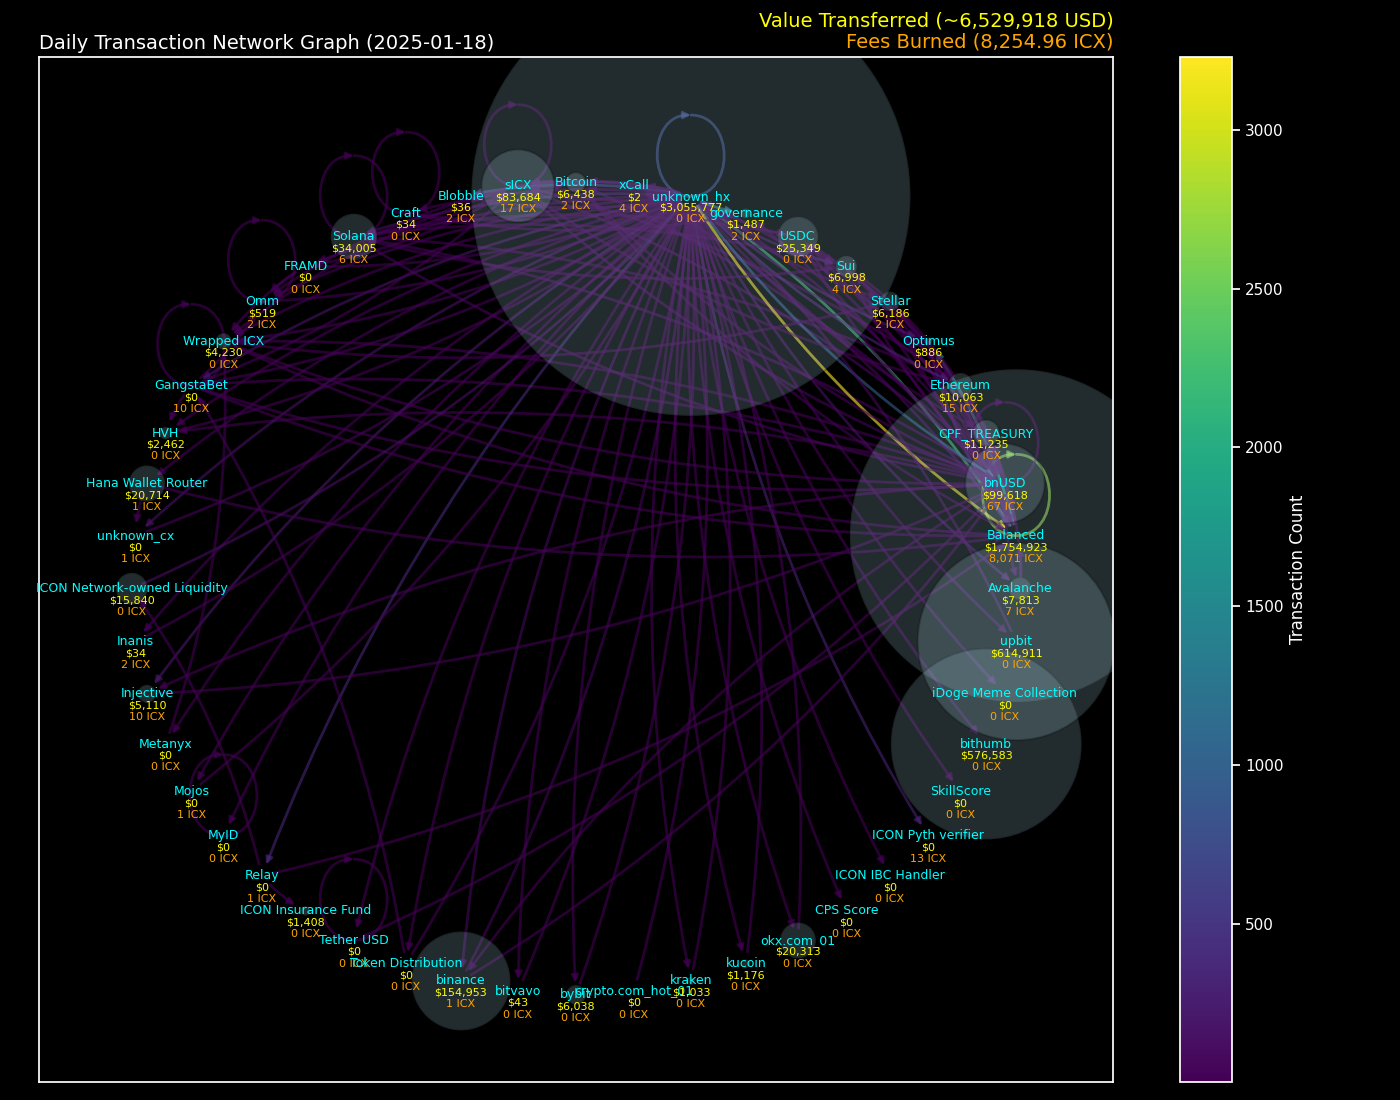 Value Transferred (~6,529,918 USD)
Daily Transaction Network Graph (2025-01-18)
Fees Burned (8,254.96 ICX)
unknown_hx
$3,055,777
0 ICX
xCall
$2
4 ICX
Bitcoin
$6,438
2 ICX
sICX
$83,684
17 ICX
Blobble
$36
2 ICX
Craft
$34
0 ICX
Solana
$34,005
6 ICX
FRAMD
$0
0 ICX
Omm
$519
2 ICX
Wrapped ICX
$4,230
0 ICX
GangstaBet
$0
10 ICX
HVH
$2,462
0 ICX
Hana Wallet Router
$20,714
1 ICX
unknown_cx
$0
1 ICX
ICON Network-owned Liquidity
$15,840
0 ICX
Inanis
$34
2 ICX
Injective
$5,110
10 ICX
Metanyx
$0
0 ICX
Mojos
$0
1 ICX
MyID
$0
0 ICX
Relay
$0
1 ICX
ICON Insurance Fund
$1,408
0 ICX
Tether USD
$0
0 ICX
Token Distribution
$0
0 ICX
binance
$154,953
1 ICX
bitvavo
$43
0 ICX
bybit
$6,038
0 ICX
crypto.com_hot_01
$0
0 ICX
kraken
$1,033
0 ICX
kucoin
$1,176
0 ICX
okx.com_01
$20,313
0 ICX
CPS Score
$0
0 ICX
ICON IBC Handler
$0
0 ICX
ICON Pyth verifier
$0
13 ICX
SkillScore
$0
0 ICX
bithumb
$576,583
0 ICX
iDoge Meme Collection
$0
0 ICX
upbit
$614,911
0 ICX
Avalanche
$7,813
7 ICX
Balanced
$1,754,923
8,071 ICX
bnUSD
$99,618
67 ICX
CPF_TREASURY
$11,235
0 ICX
Ethereum
$10,063
15 ICX
Optimus
$886
0 ICX
Stellar
$6,186
2 ICX
Sui
$6,998
4 ICX
USDC
$25,349
0 ICX
governance
$1,487
2 ICX
3000
2500
2000
1500
1000
500
Transaction Count